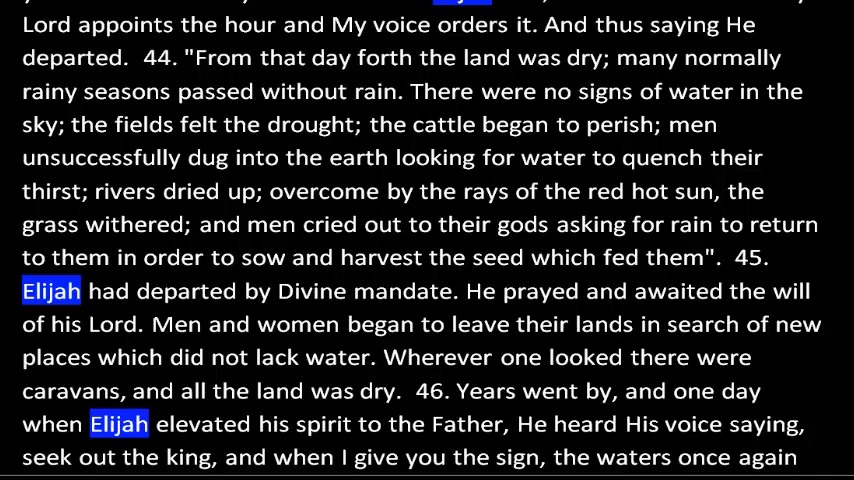 Lord appoints the hour and My voice orders it. And thus saying He
departed.  44. "From that day forth the land was dry; many normally
rainy seasons passed without rain. There were no signs of water in the
sky; the fields felt the drought; the cattle began to perish; men
unsuccessfully dug into the earth looking for water to quench their
thirst; rivers dried up; overcome by the rays of the red hot sun, the
grass withered; and men cried out to their gods asking for rain to return
to them in order to sow and harvest the seed which fed them".  45.
Elijah had departed by Divine mandate. He prayed and awaited the will
of his Lord. Men and women began to leave their lands in search of new
places which did not lack water. Wherever one looked there were
caravans, and all the land was dry.  46. Years went by, and one day
when Elijah elevated his spirit to the Father, He heard His voice saying,
seek out the king, and when I give you the sign, the waters once again